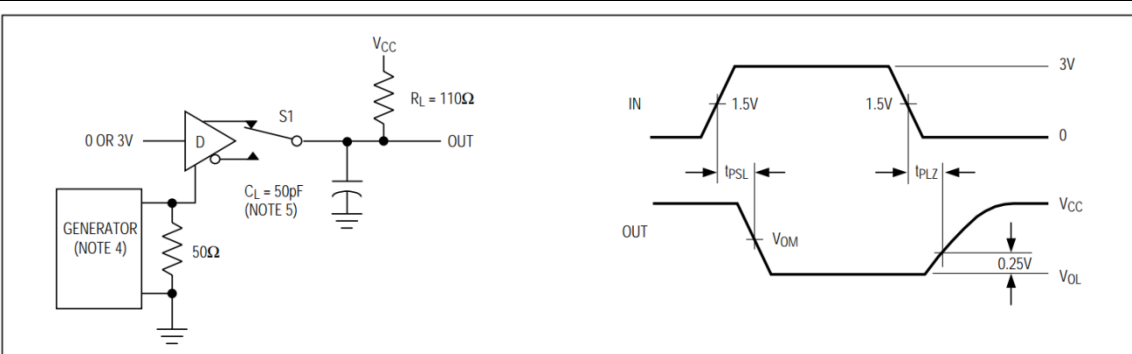 VCC
RL = 110Ω
S1
0 OR 3V
D
OUT
CL = 50pF
(NOTE 5)
GENERATOR
(NOTE 4)
50Ω
3V
IN
1.5V
1.5V
0
tPSL
tPLZ
VCC
OUT
VOM
0.25V
VOL